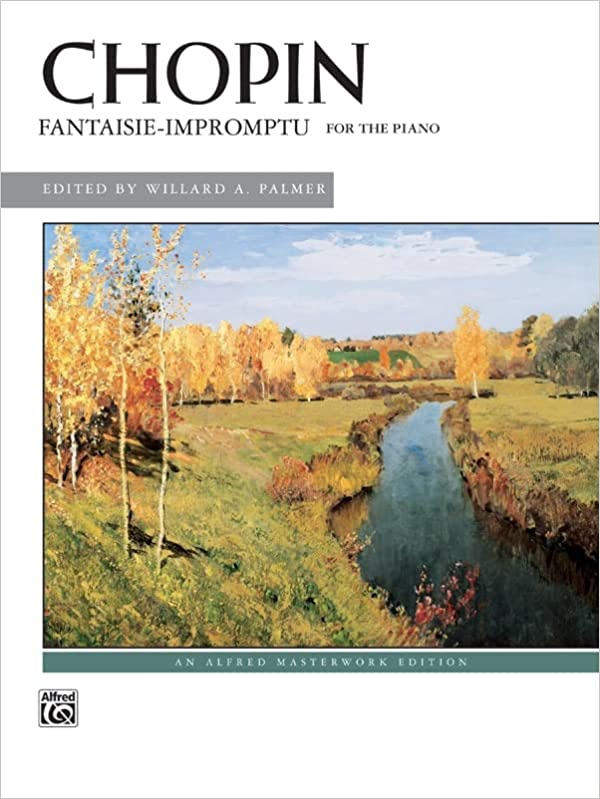 CHOPIN
FANTAISIE-IMPROMPTU FOR THE PIANO
EDITED BY WILLARD A. PALMER
AN ALFRED MASTERWORK EDITION
Alfred